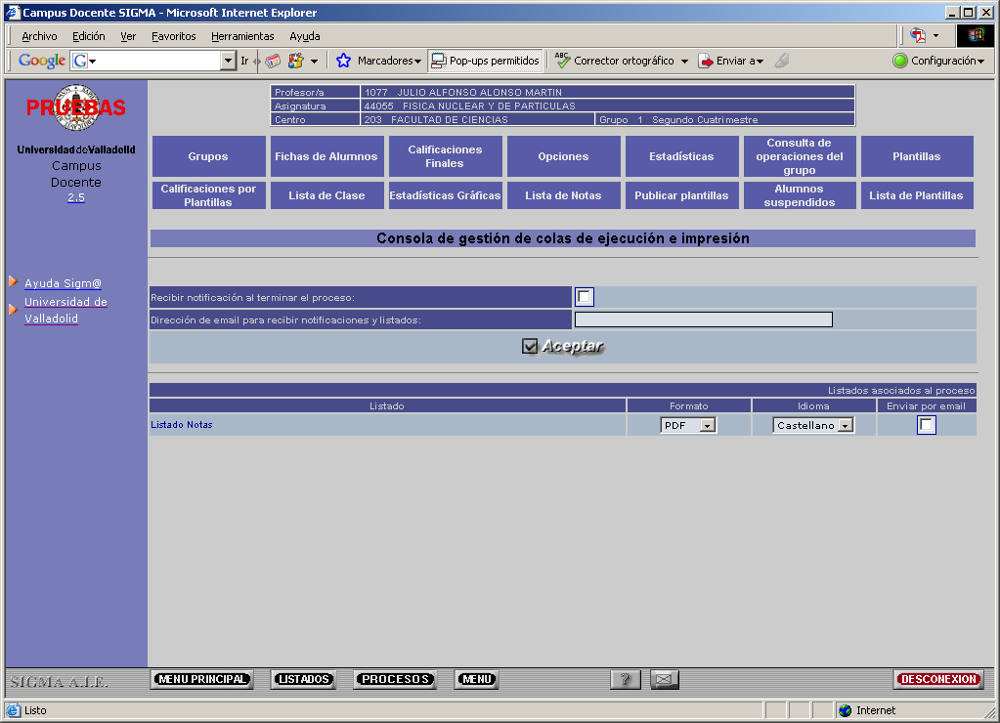 Campus Docente SIGMA - Microsoft Internet Explorer
Archivo Edición Ver Favoritos Herramientas Ayuda
Google G Ir Marcadores Pop-ups permitidos ABC Corrector ortográfico Enviar a Configuración
PRUEBAS
Universidad de Valladolid
Campus
Docente
2.5
Ayuda Sigm@
Universidad de
Valladolid
Profesor/a 1077 JULIO ALFONSO ALONSO MARTIN
Asignatura 44055 FISICA NUCLEAR Y DE PARTICULAS
Centro 203 FACULTAD DE CIENCIAS Grupo 1 Segundo Cuatrimestre
Grupos
Fichas de Alumnos
Calificaciones
Finales
Opciones
Estadísticas
Consulta de
operaciones del
grupo
Plantillas
Calificaciones por
Plantillas
Lista de Clase
Estadísticas Gráficas
Lista de Notas
Publicar plantillas
Alumnos
suspendidos
Lista de Plantillas
Consola de gestión de colas de ejecución e impresión
Recibir notificación al terminar el proceso:
Dirección de email para recibir notificaciones y listados:
Aceptar
Listados asociados al proceso
Listado Formato Idioma Enviar por email
Listado Notas PDF Castellano
SIGMA A.I.E. MENU PRINCIPAL LISTADOS PROCESOS MENU ? DESCONEXION
Listo Internet